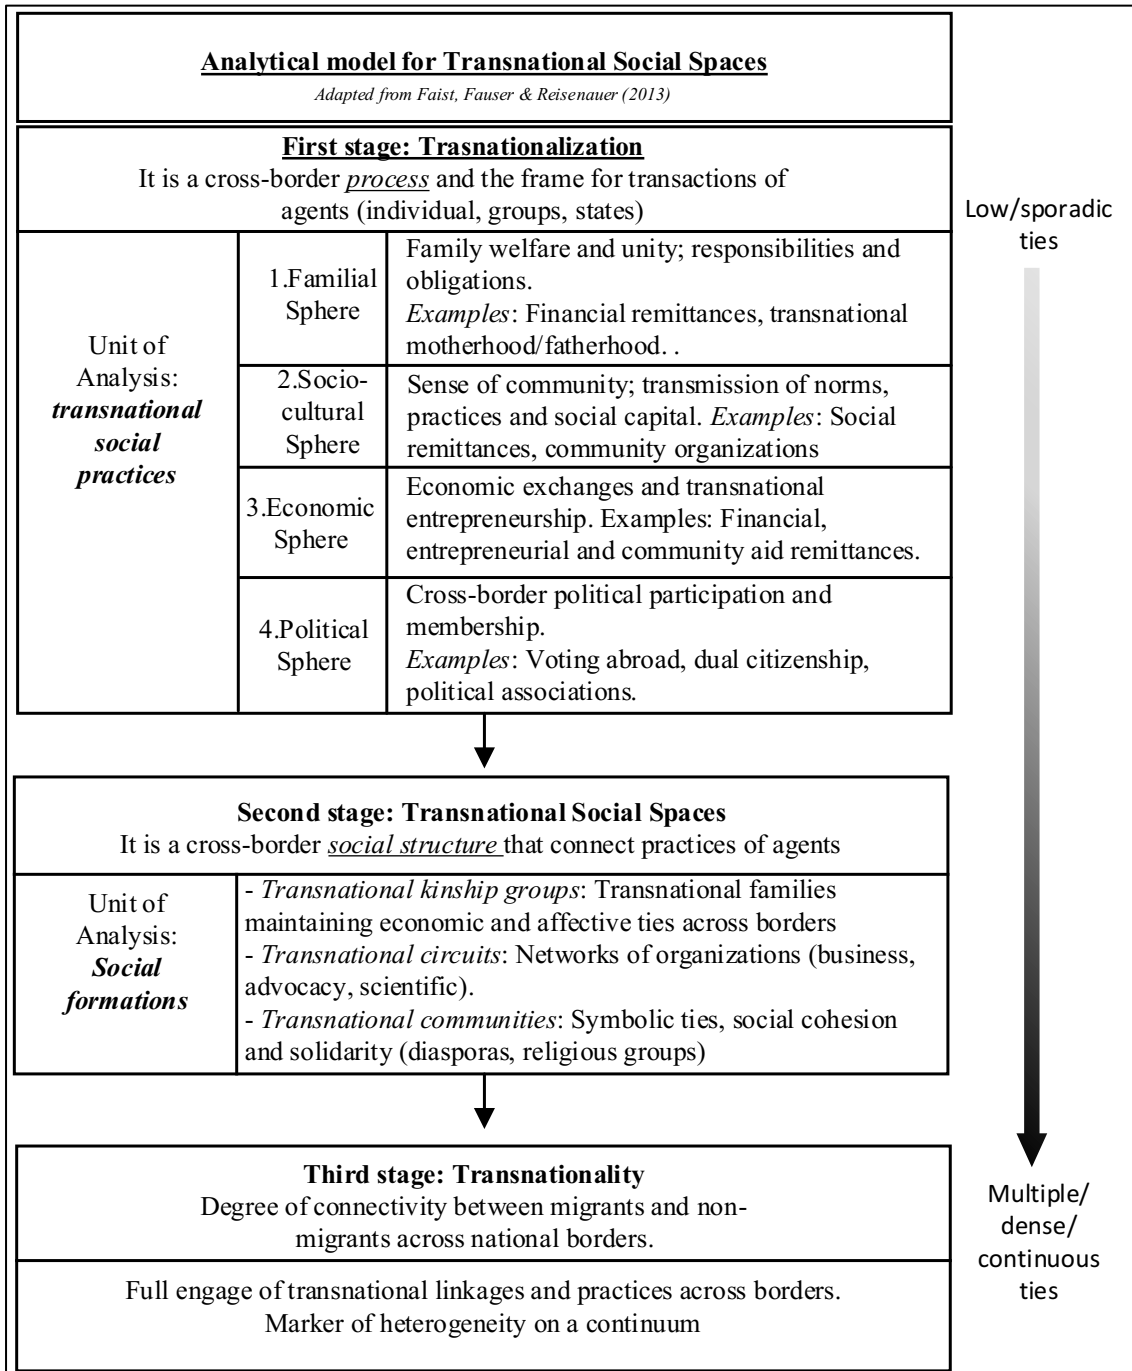 Analytical model for Transnational Social Spaces
Adapted from Faist, Fauser & Reisenauer (2013)
First stage: Trasnationalization
It is a cross-border process and the frame for transactions of
agents (individual, groups, states)
Unit of
Analysis:
transnational
social
practices
1.Familial
Sphere
Family welfare and unity; responsibilities and
obligations.
Examples: Financial remittances, transnational
motherhood/fatherhood. .
2.Socio-
cultural
Sphere
Sense of community; transmission of norms,
practices and social capital. Examples: Social
remittances, community organizations
3.Economic
Sphere
Economic exchanges and transnational
entrepreneurship. Examples: Financial,
entrepreneurial and community aid remittances.
4.Political
Sphere
Cross-border political participation and
membership.
Examples: Voting abroad, dual citizenship,
political associations.
Second stage: Transnational Social Spaces
It is a cross-border social structure that connect practices of agents
Unit of
Analysis:
Social
formations
- Transnational kinship groups: Transnational families
maintaining economic and affective ties across borders
- Transnational circuits: Networks of organizations (business,
advocacy, scientific).
- Transnational communities: Symbolic ties, social cohesion
and solidarity (diasporas, religious groups)
Third stage: Transnationality
Degree of connectivity between migrants and non-
migrants across national borders.
Full engage of transnational linkages and practices across borders.
Marker of heterogeneity on a continuum
Low/sporadic
ties
Multiple/
dense/
continuous
ties